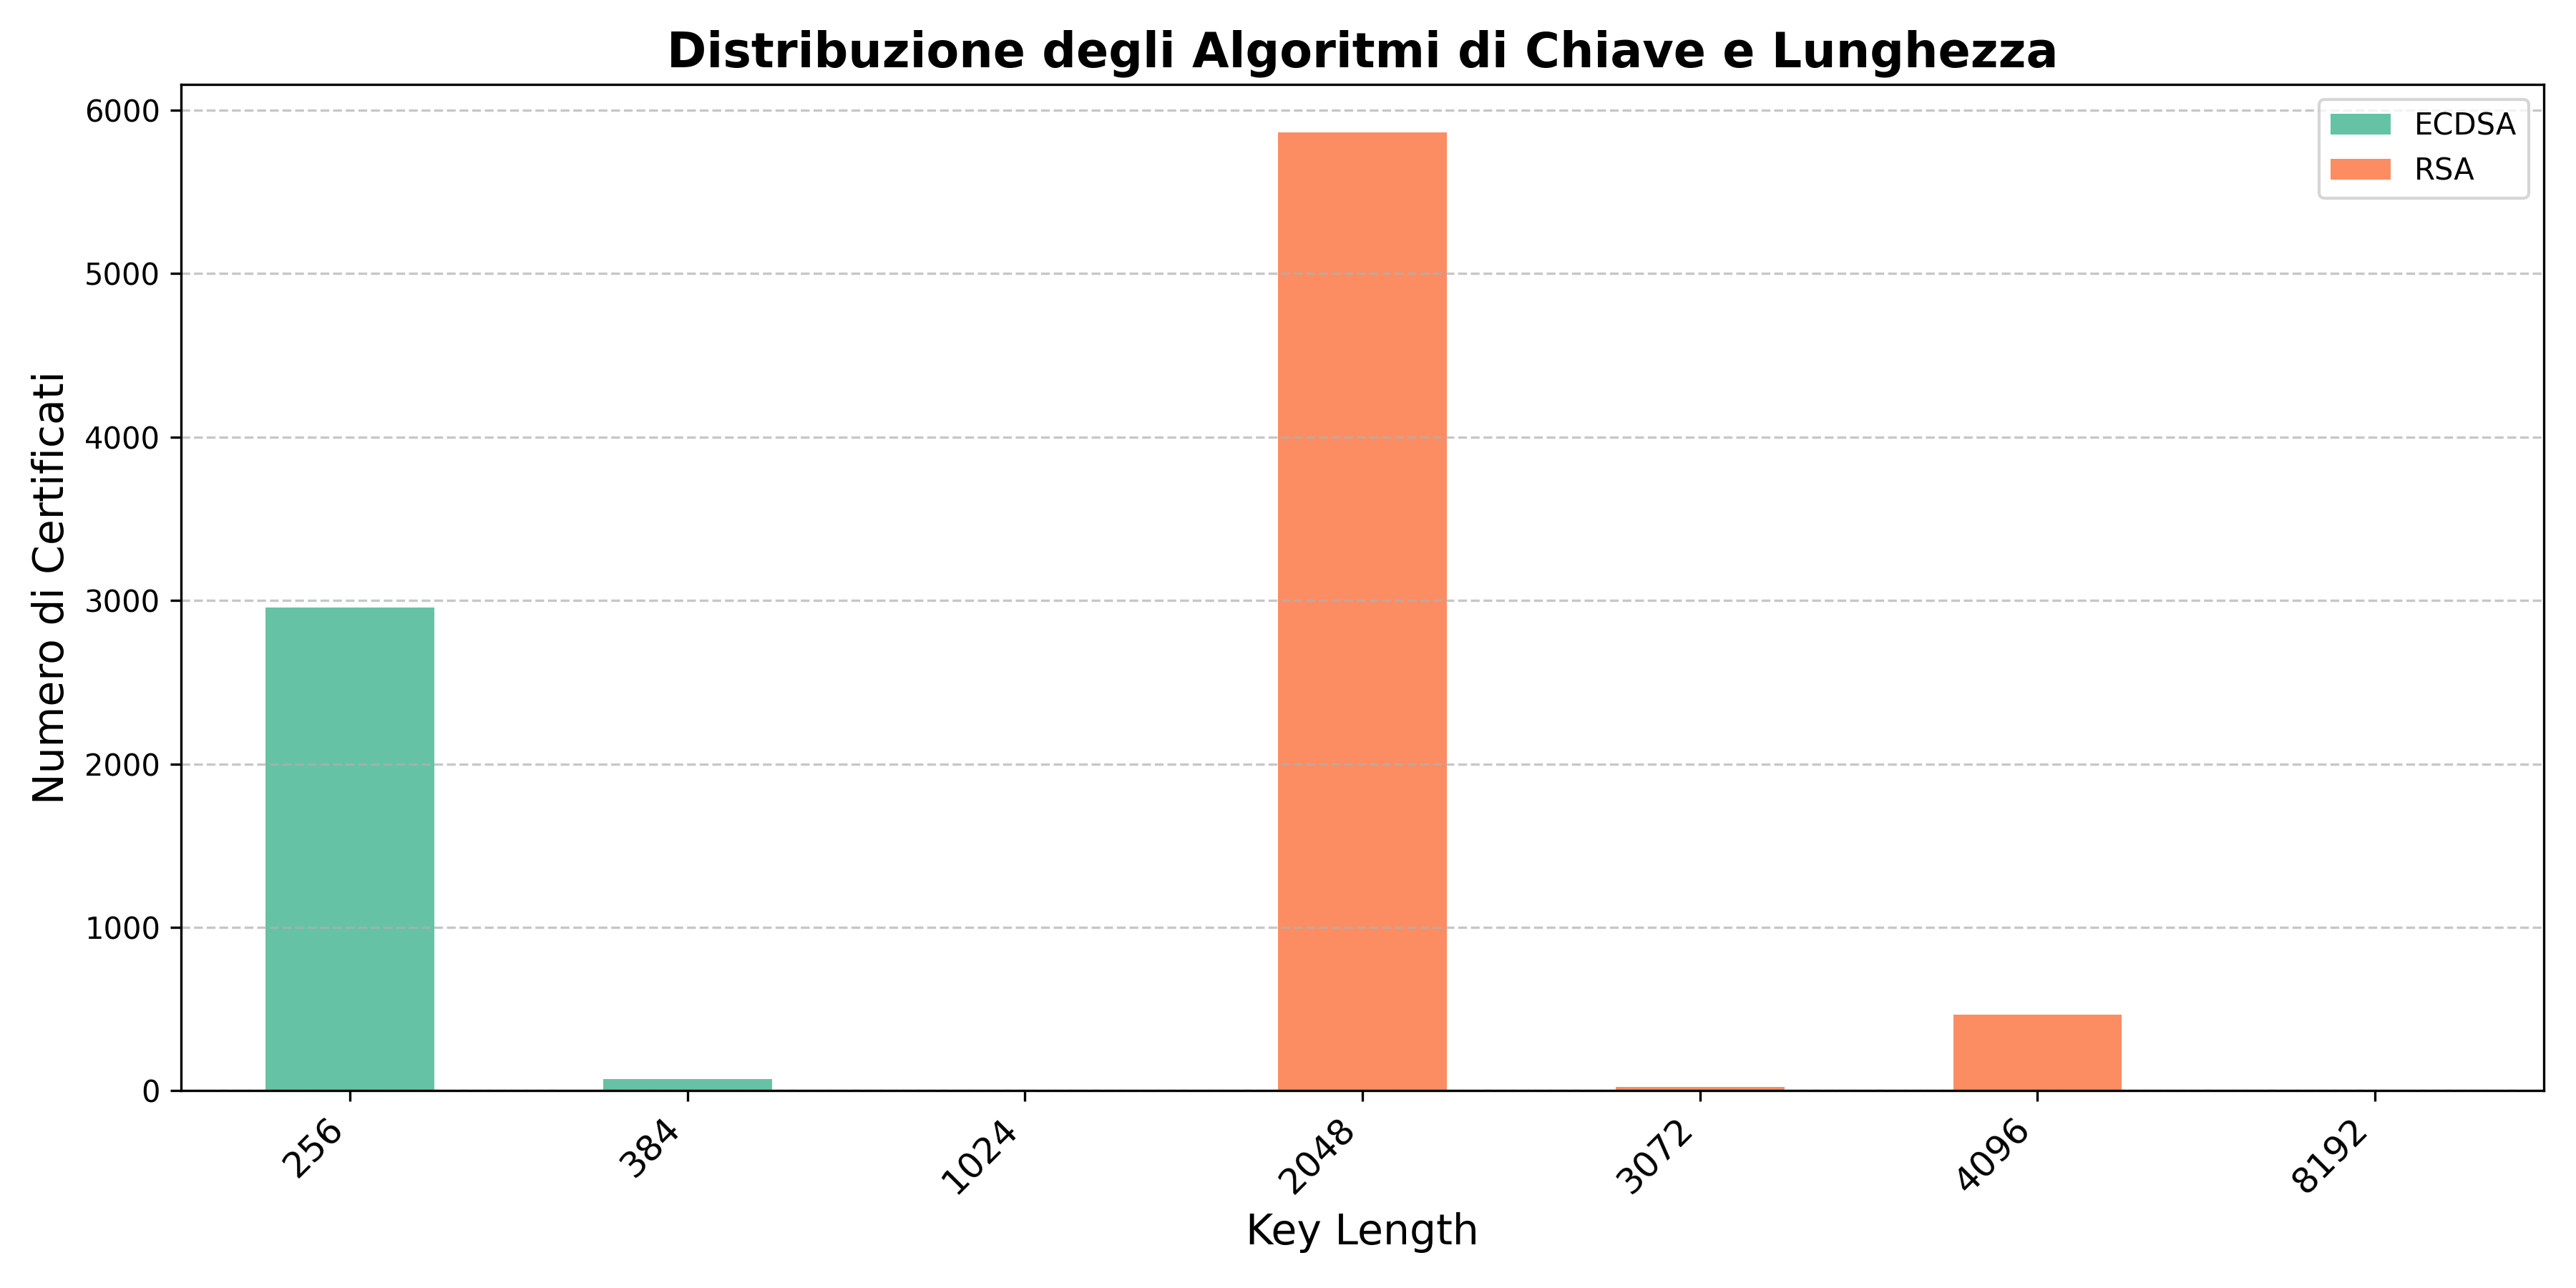 Distribuzione degli Algoritmi di Chiave e Lunghezza
ECDSA
RSA
Numero di Certificati
6000
5000
4000
3000
2000
1000
0
256
384
1024
2048
3072
4096
8192
Key Length